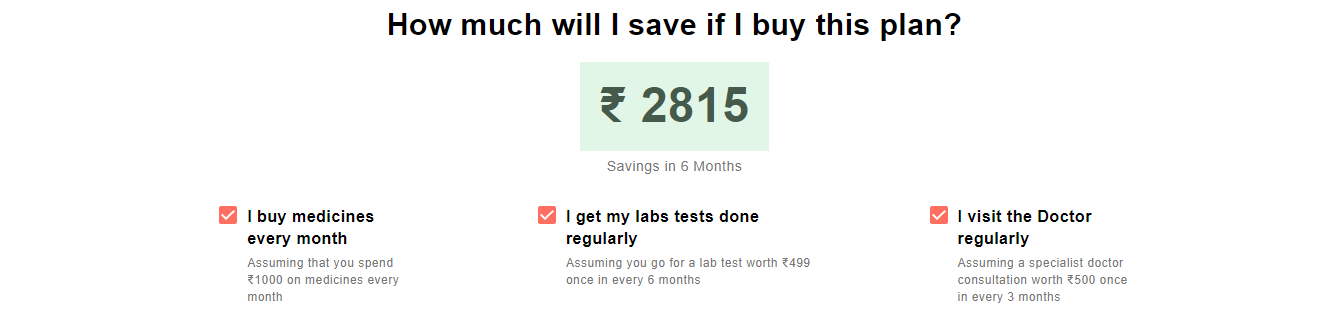 How much will I save if I buy this plan?
₹ 2815
Savings in 6 Months
I buy medicines
every month
Assuming that you spend
₹1000 on medicines every
month
I get my labs tests done
regularly
Assuming you go for a lab test worth ₹499
once in every 6 months
I visit the Doctor
regularly
Assuming a specialist doctor
consultation worth ₹500 once
in every 3 months